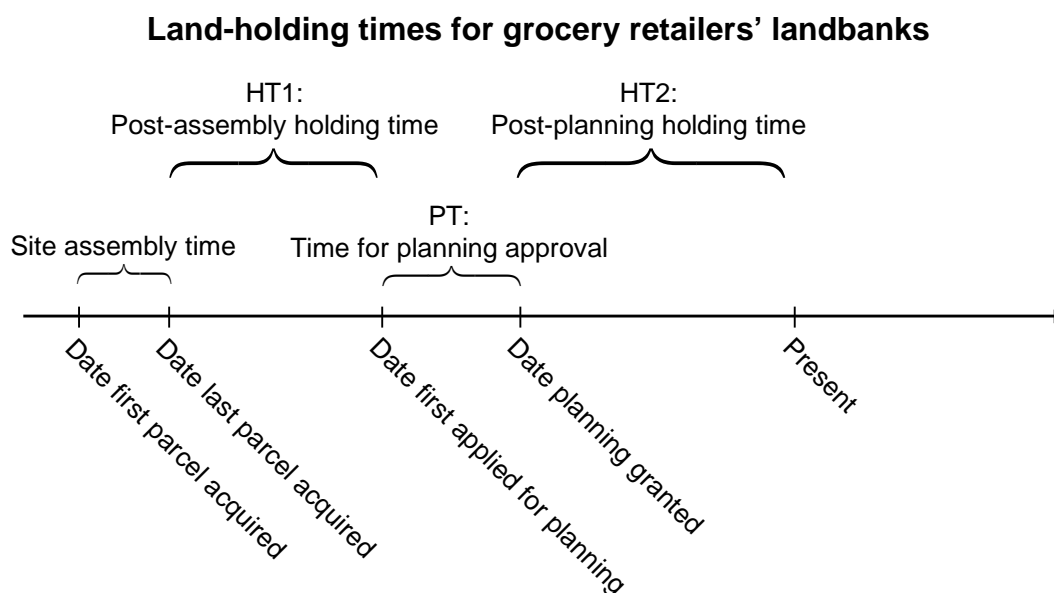 Land-holding times for grocery retailers’ landbanks
HT1:
Post-assembly holding time
HT2:
Post-planning holding time
PT:
Time for planning approval
Site assembly time
Date first parcel acquired
Date last parcel acquired
Date first applied for planning
Date planning granted
Present